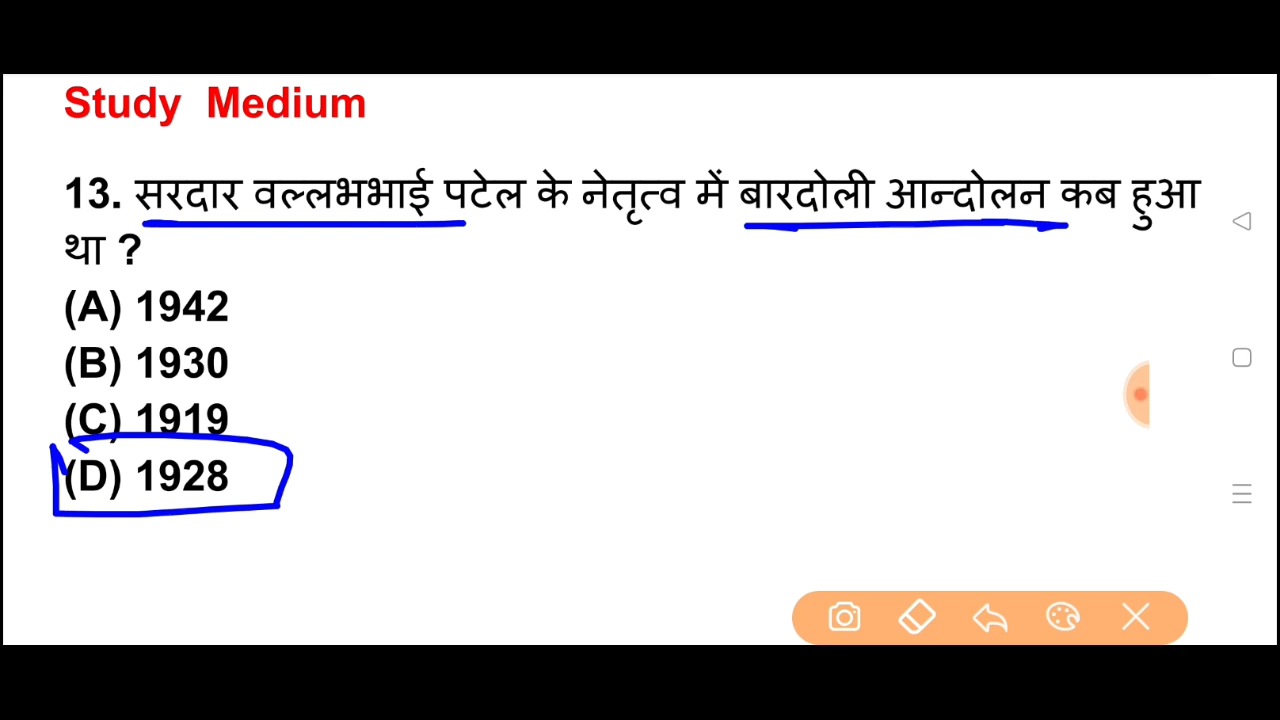 Study Medium
13. सरदार वल्लभभाई पटेल के नेतृत्व में बारदोली आन्दोलन कब हुआ
था ?
(A) 1942
(B) 1930
(C) 1919
(D) 1928